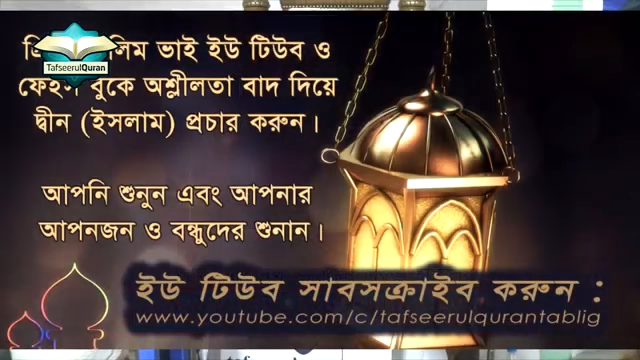 TafseerulQuran
ভাই ইউ টিউব ও
বুকে অশ্লীলতা বাদ দিয়ে
দ্বীন (ইসলাম) প্রচার করুন।
আপনি শুনুন এবং আপনার
আপনজন ও বন্ধুদের শুনান।
ইউ টিউব সাবসক্রাইব করুন :
www.youtube.com/c/tafseerulqurantablig